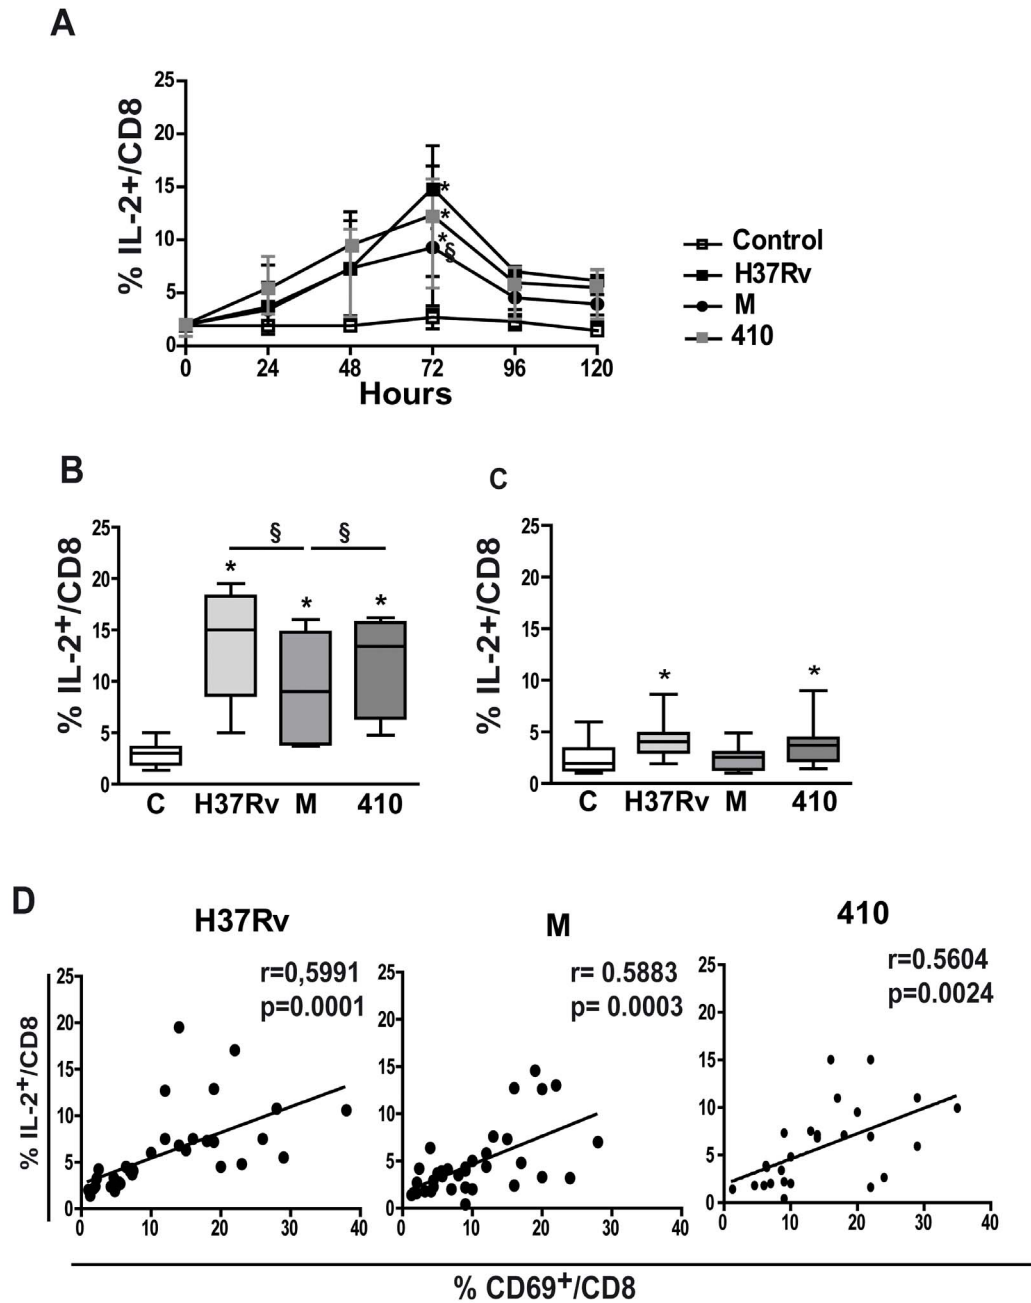 A
% IL-2+/CD8
25
20
15
10
5
0
*
*
*
§
0 24 48 72 96 120
Hours
Control
H37Rv
M
410
B
% IL-2⁺/CD8
25
20
15
10
5
0
§ §
* * *
C H37Rv M 410
C
% IL-2+/CD8
25
20
15
10
5
0
* *
C H37Rv M 410
D
H37Rv
r=0,5991
p=0.0001
% IL-2⁺/CD8
25
20
15
10
5
0
0 10 20 30 40
M
r= 0.5883
p= 0.0003
25
20
15
10
5
0
0 10 20 30 40
410
r=0.5604
p=0.0024
25
20
15
10
5
0
0 10 20 30 40
% CD69⁺/CD8